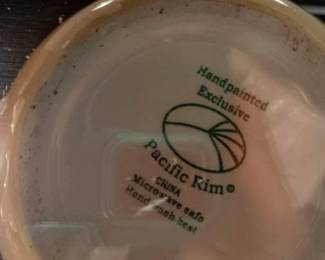 Handpainted
Exclusive
Pacific Rim®
CHINA
Microwave safe
Hand wash best